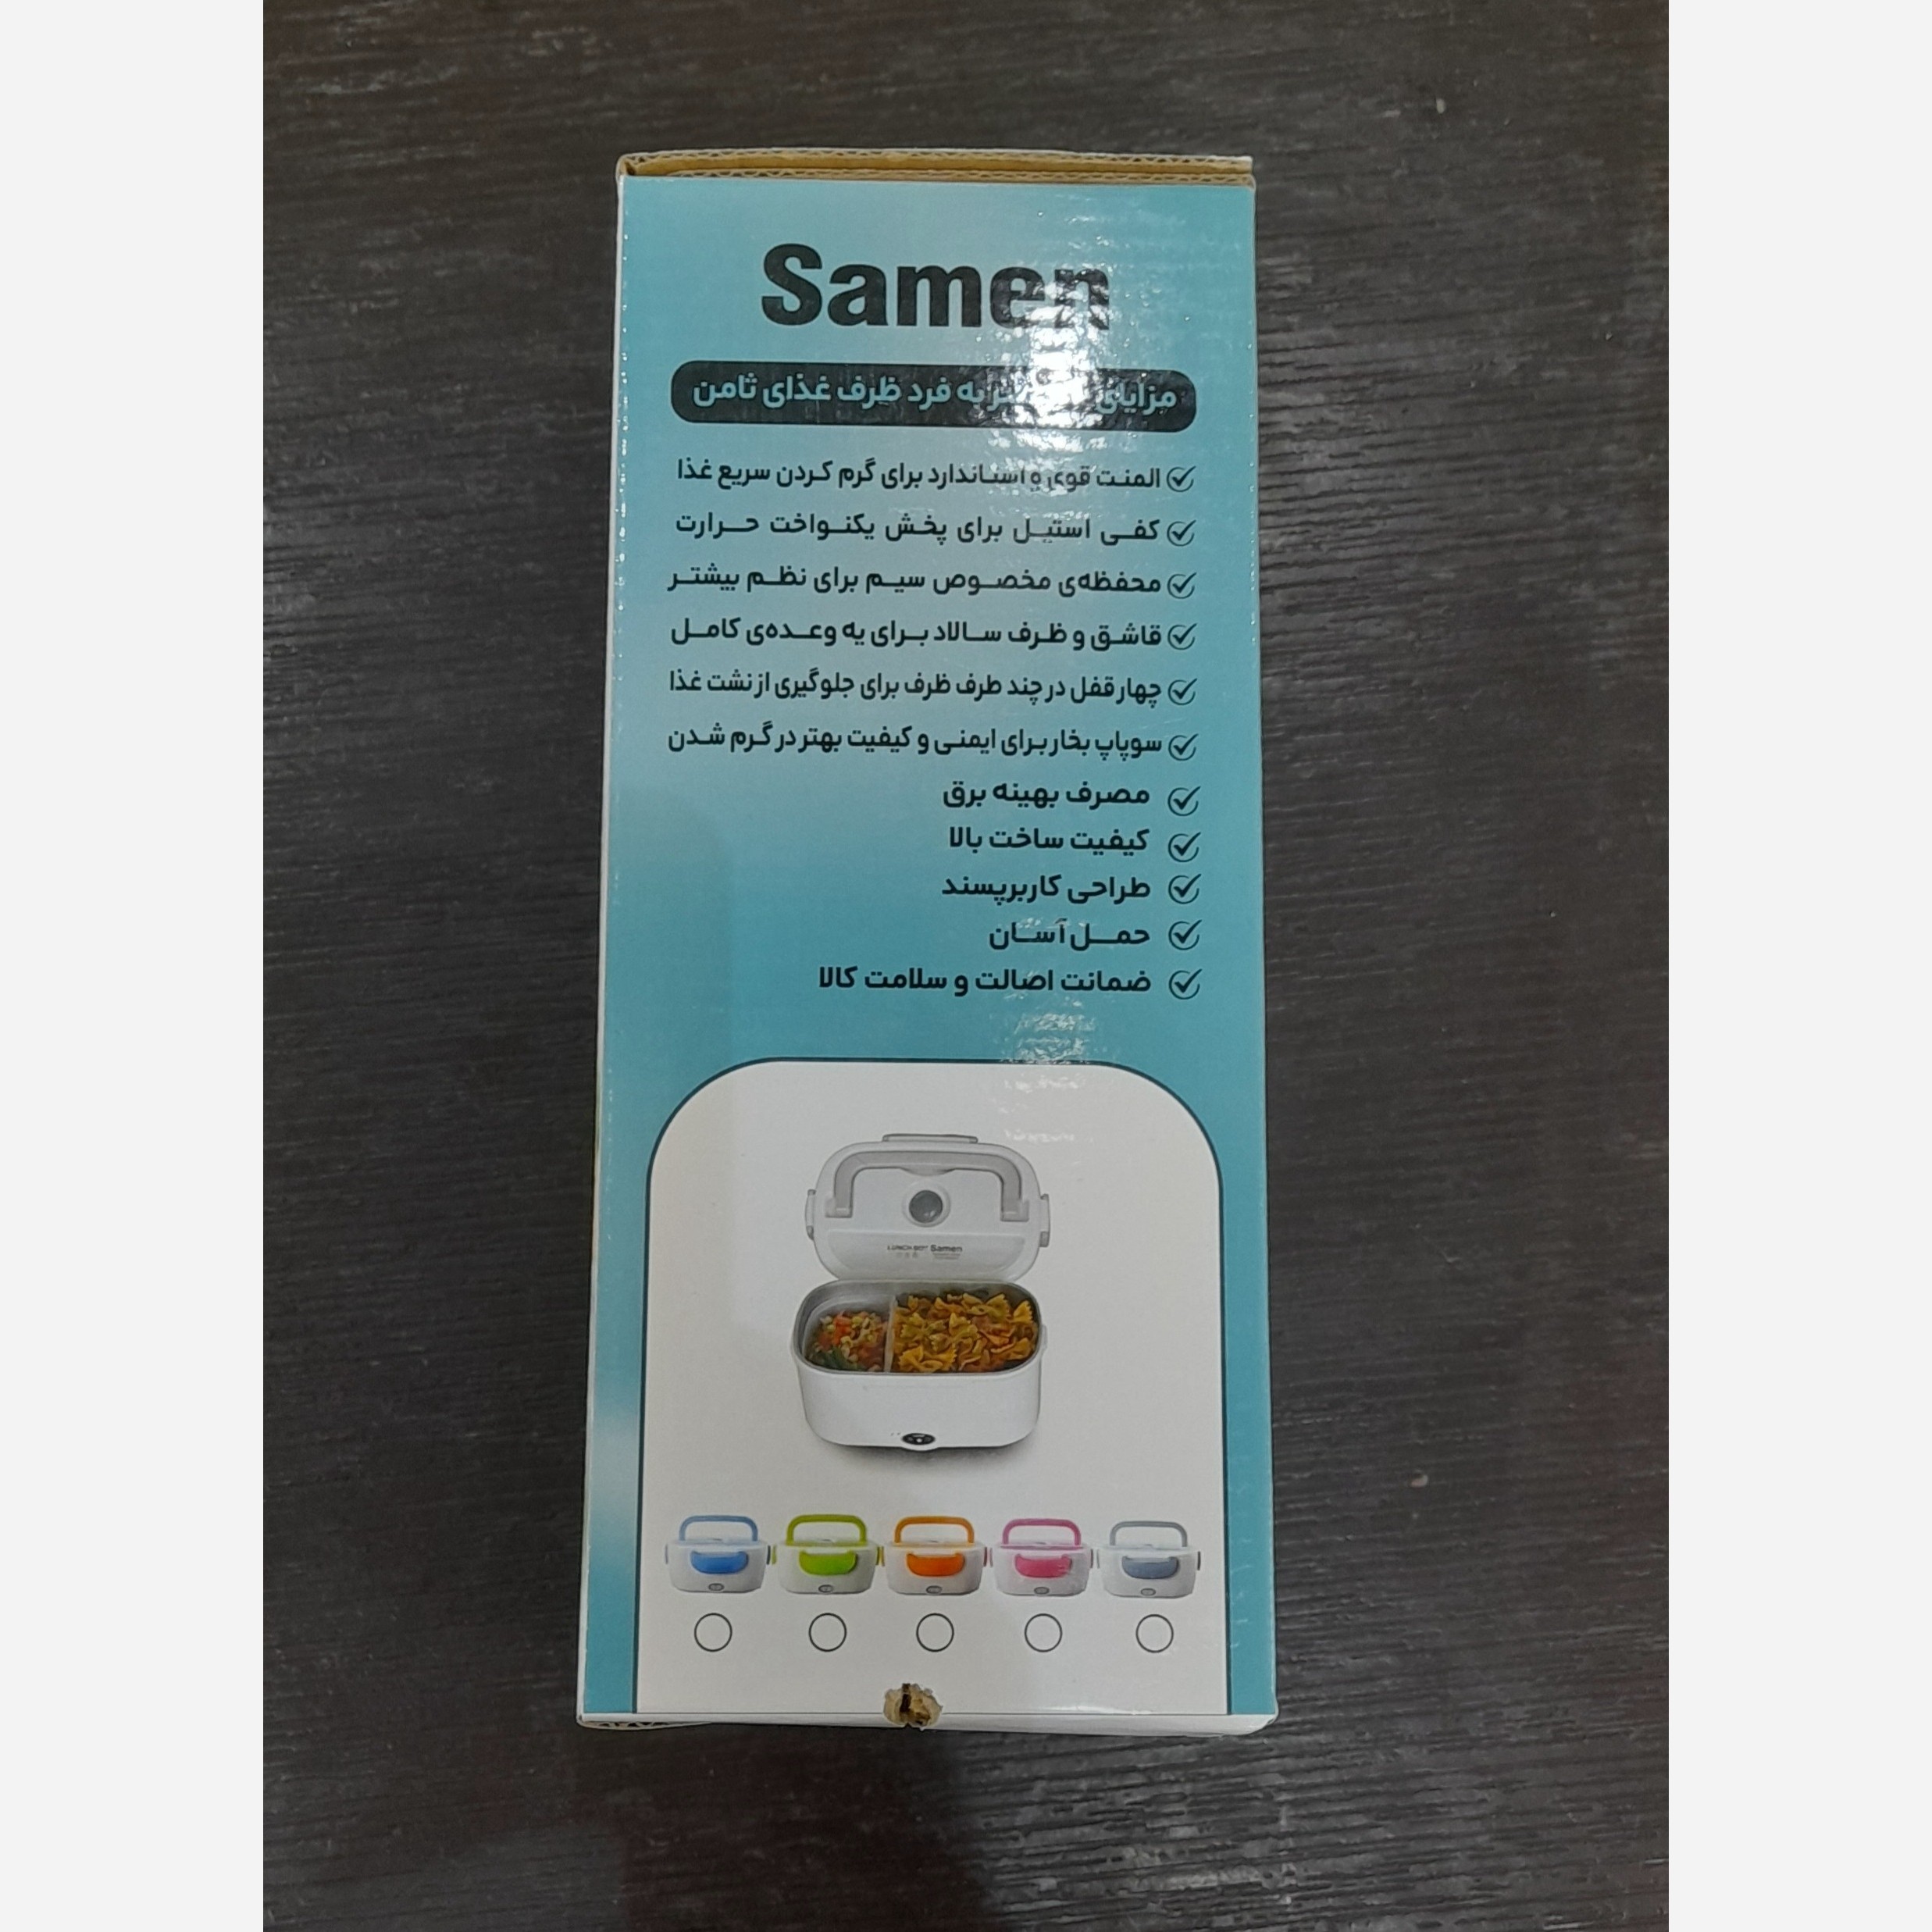 Samen
مزایای به فرد ظرف غذای ثامن
المنت قوی و استاندارد برای گرم کردن سریع غذا
کفی استیل برای پخش یکنواخت حرارت
محفظه‌ی مخصوص سیم برای نظم بیشتر
قاشق و ظرف سالاد برای یه وعده‌ی کامل
چهار قفل در چند طرف ظرف برای جلوگیری از نشت غذا
سوپاپ بخار برای ایمنی و کیفیت بهتر در گرم شدن
مصرف بهینه برق
کیفیت ساخت بالا
طراحی کاربرپسند
حمل آسان
ضمانت اصالت و سلامت کالا
LUNCH BOX Samen